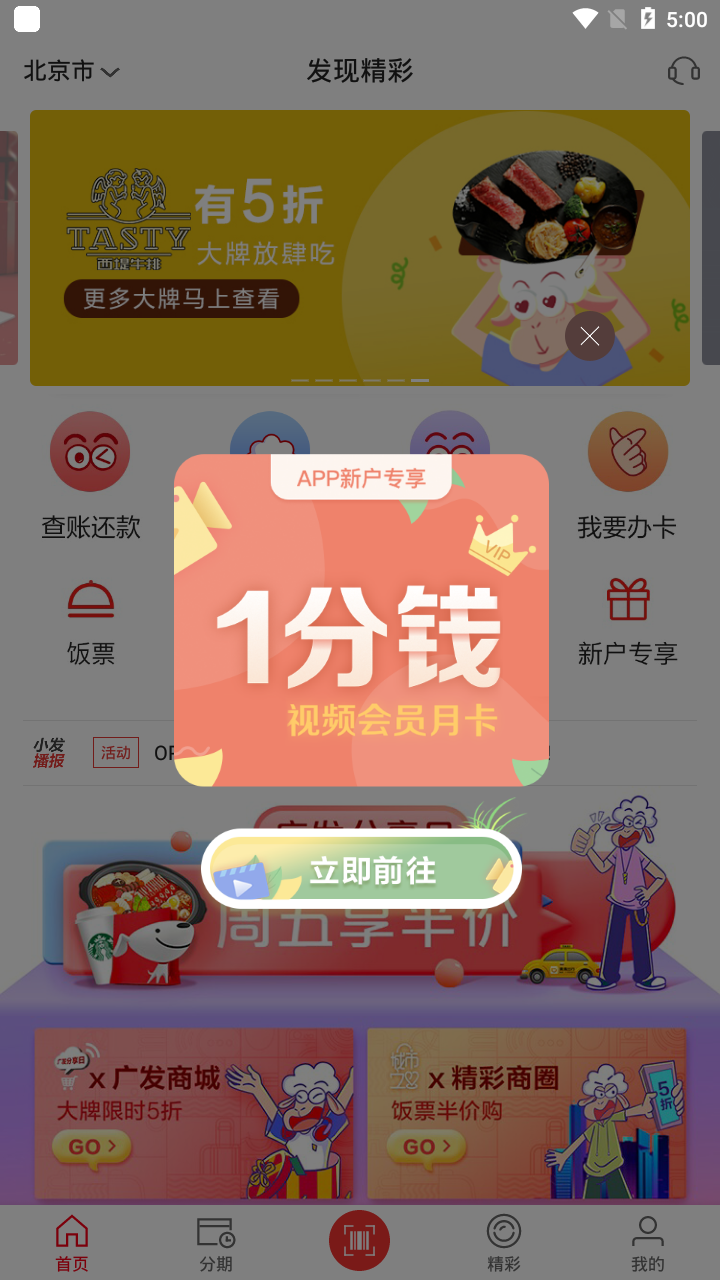 5:00
北京市
发现精彩
TASTY
西堤牛排
有5折
大牌放肆吃
更多大牌马上查看
查账还款
我要办卡
APP新户专享
VIP
1分钱
视频会员月卡
饭票
新户专享
小发
播报
活动
立即前往
周五享半价
广发分享日
x 广发商城
大牌限时5折
GO
城市
x 精彩商圈
饭票半价购
GO
5折
首页
分期
精彩
我的